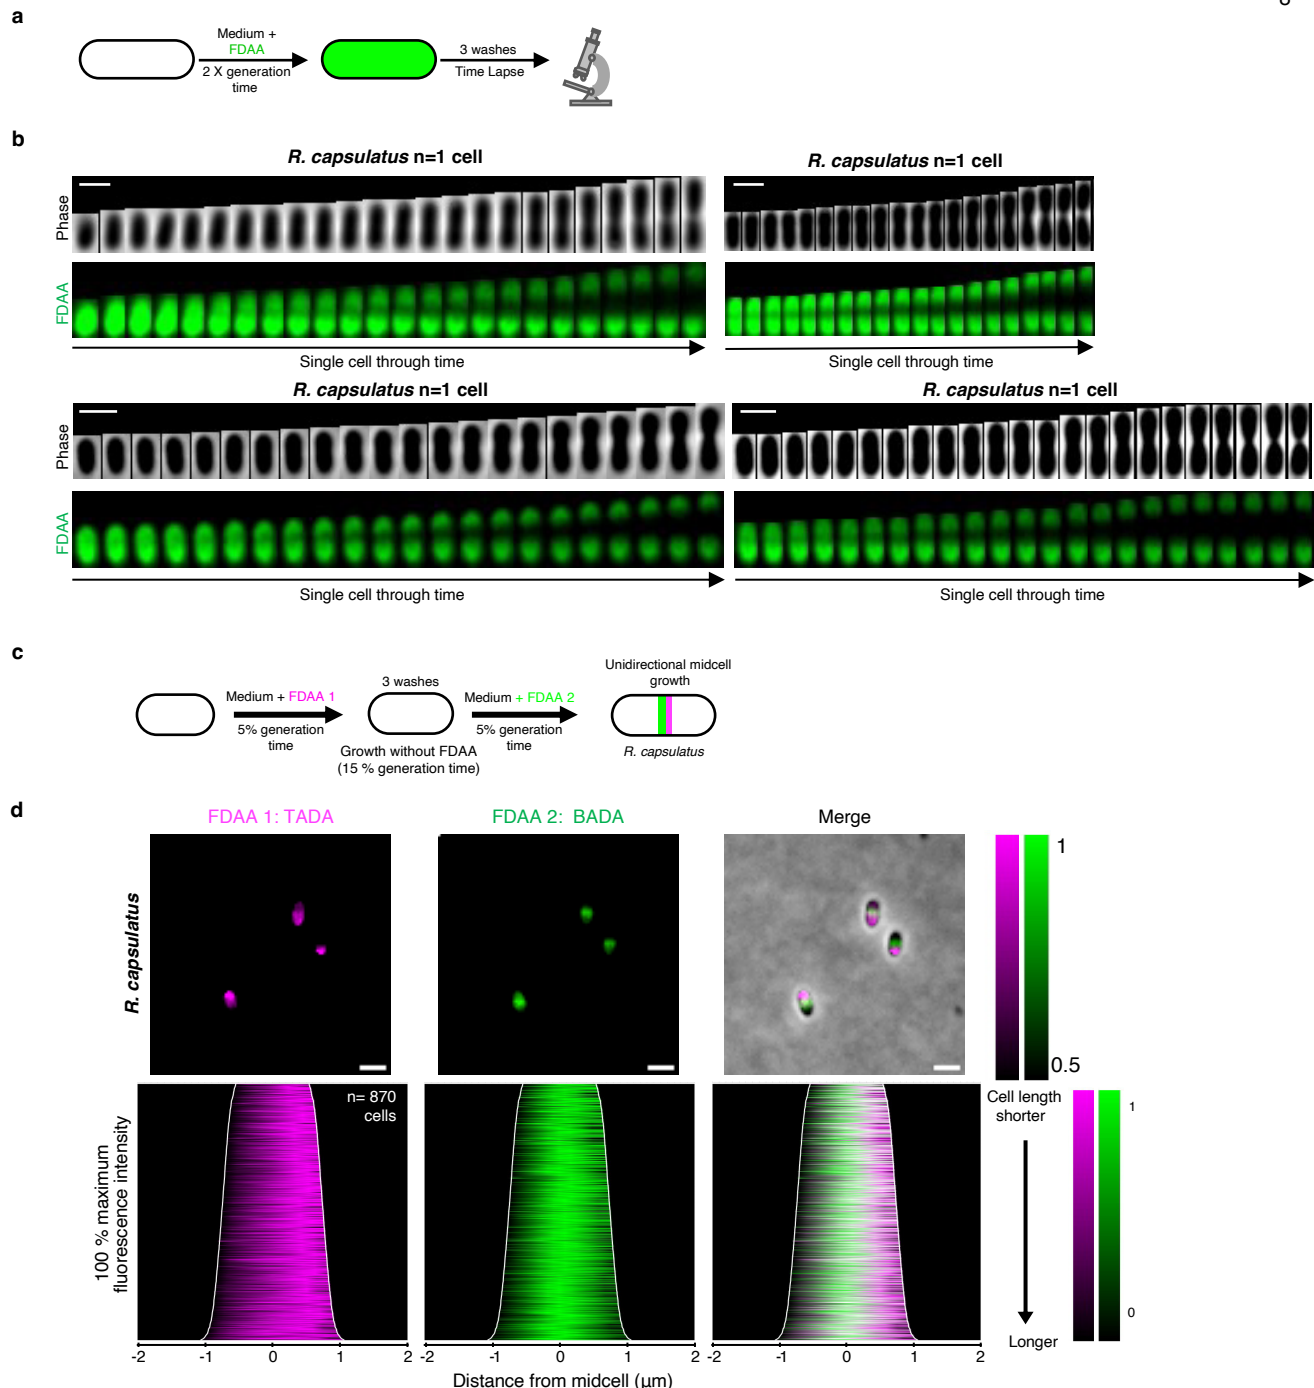 a
Medium +
FDAA
2 X generation
time
3 washes
Time Lapse
b
R. capsulatus n=1 cell
R. capsulatus n=1 cell
Phase
FDAA
Single cell through time
Single cell through time
R. capsulatus n=1 cell
R. capsulatus n=1 cell
Phase
FDAA
Single cell through time
Single cell through time
c
Medium + FDAA 1
5% generation
time
3 washes
Growth without FDAA
(15 % generation time)
Medium + FDAA 2
5% generation
time
Unidirectional midcell
growth
R. capsulatus
d
FDAA 1: TADA
FDAA 2: BADA
Merge
R. capsulatus
1
0.5
100 % maximum
fluorescence intensity
n= 870
cells
Cell length
shorter
Longer
1
0
-2 -1 0 1 2
-2 -1 0 1 2
-2 -1 0 1 2
Distance from midcell (µm)